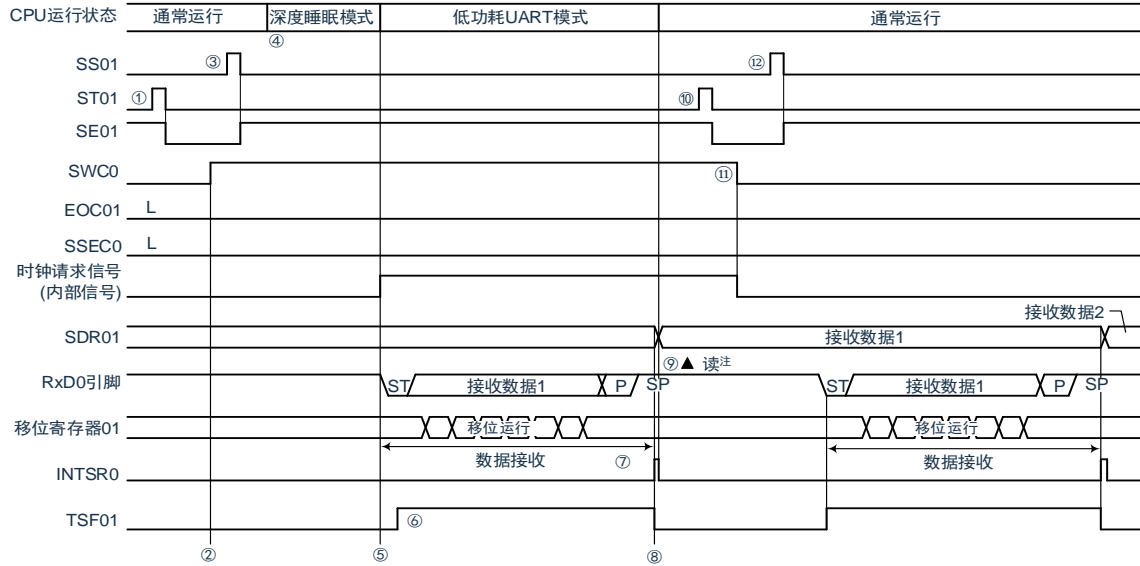 CPU运行状态 通常运行 深度睡眠模式 低功耗UART模式 通常运行
④
SS01 ③ ⑫
ST01 ① ⑩
SE01
SWC0 ⑪
EOC01 L
SSEC0 L
时钟请求信号
(内部信号)
接收数据2
SDR01 接收数据1
⑨▲ 读注
RxD0引脚 ST 接收数据1 P SP ST 接收数据1 P SP
移位寄存器01 移位运行 移位运行
数据接收 ⑦ 数据接收
INTSR0
TSF01 ⑥
② ⑤ ⑧